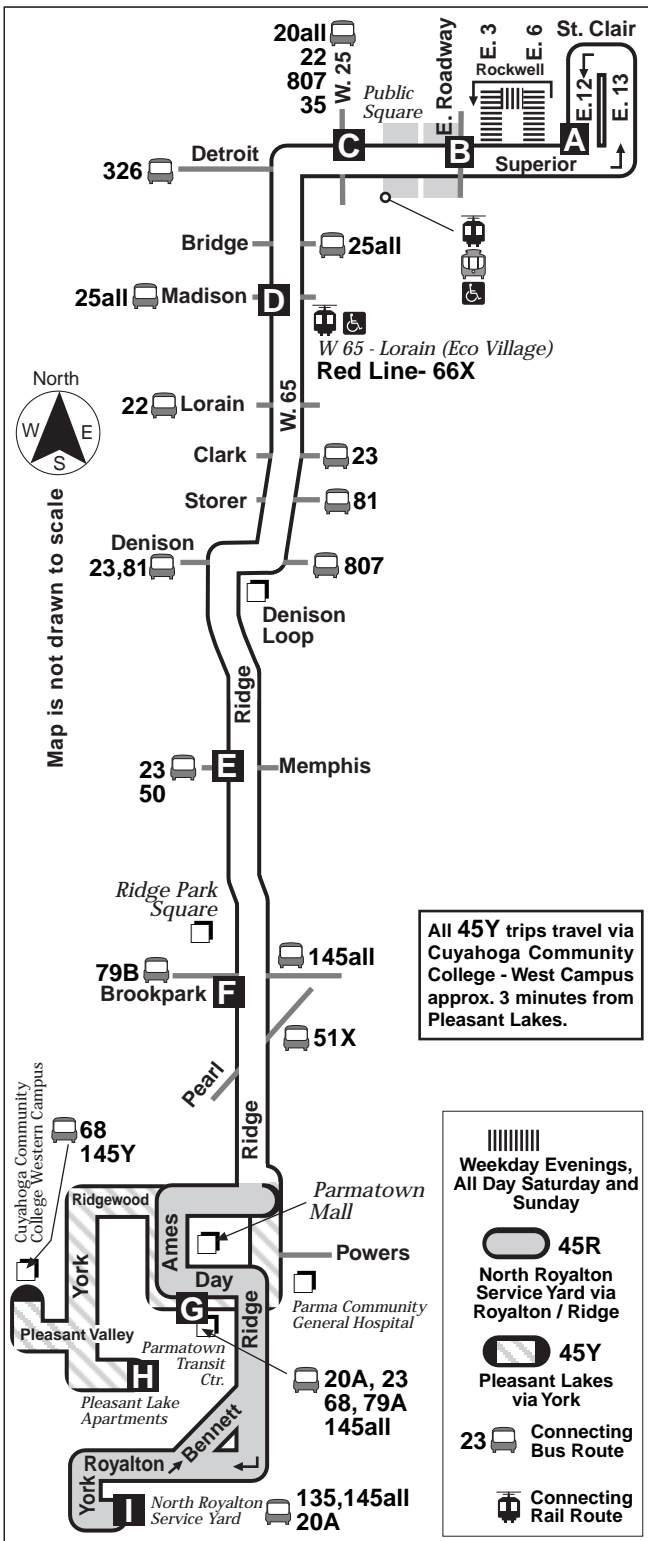 20all
22
807
35
W. 25
Public
Square
E. Roadway
E. 3
E. 6
Rockwell
St. Clair
E.12
E. 13
A
B
C
Superior
Detroit
326
Bridge
25all
25all
Madison
D
W 65 - Lorain (Eco Village)
Red Line- 66X
North
W
E
S
22
Lorain
W. 65
Clark
23
Storer
81
Denison
23,81
807
Map is not drawn to scale
Denison
Loop
Ridge
23
50
E
Memphis
Ridge Park
Square
145all
79B
Brookpark
F
51X
Pearl
Ridge
All 45Y trips travel via
Cuyahoga Community
College - West Campus
approx. 3 minutes from
Pleasant Lakes.
Cuyahoga Community
College Western Campus
68
145Y
Ridgewood
Ames
Parmatown
Mall
York
Day
Powers
G
Ridge
Parma Community
General Hospital
Pleasant Valley
Parmatown
Transit
Ctr.
H
Pleasant Lake
Apartments
20A, 23
68, 79A
145all
Bennett
Royalton
York
I
North Royalton
Service Yard
135,145all
20A
Weekday Evenings,
All Day Saturday and
Sunday
45R
North Royalton
Service Yard via
Royalton / Ridge
45Y
Pleasant Lakes
via York
23
Connecting
Bus Route
Connecting
Rail Route